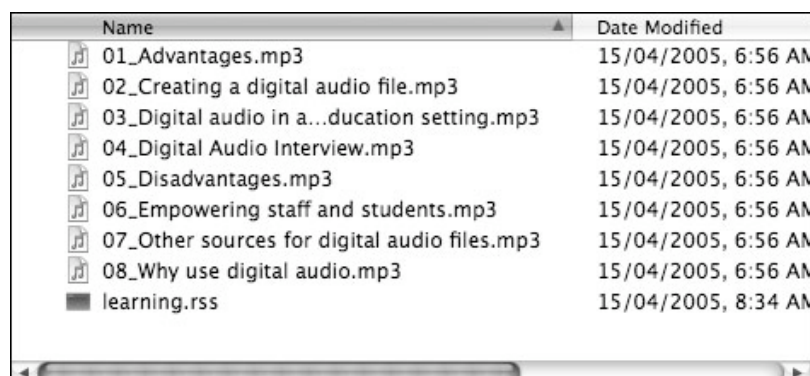 Name Date Modified
01_Advantages.mp3 15/04/2005, 6:56 AM
02_Creating a digital audio file.mp3 15/04/2005, 6:56 AM
03_Digital audio in a...ducation setting.mp3 15/04/2005, 6:56 AM
04_Digital Audio Interview.mp3 15/04/2005, 6:56 AM
05_Disadvantages.mp3 15/04/2005, 6:56 AM
06_Empowering staff and students.mp3 15/04/2005, 6:56 AM
07_Other sources for digital audio files.mp3 15/04/2005, 6:56 AM
08_Why use digital audio.mp3 15/04/2005, 6:56 AM
learning.rss 15/04/2005, 8:34 AM